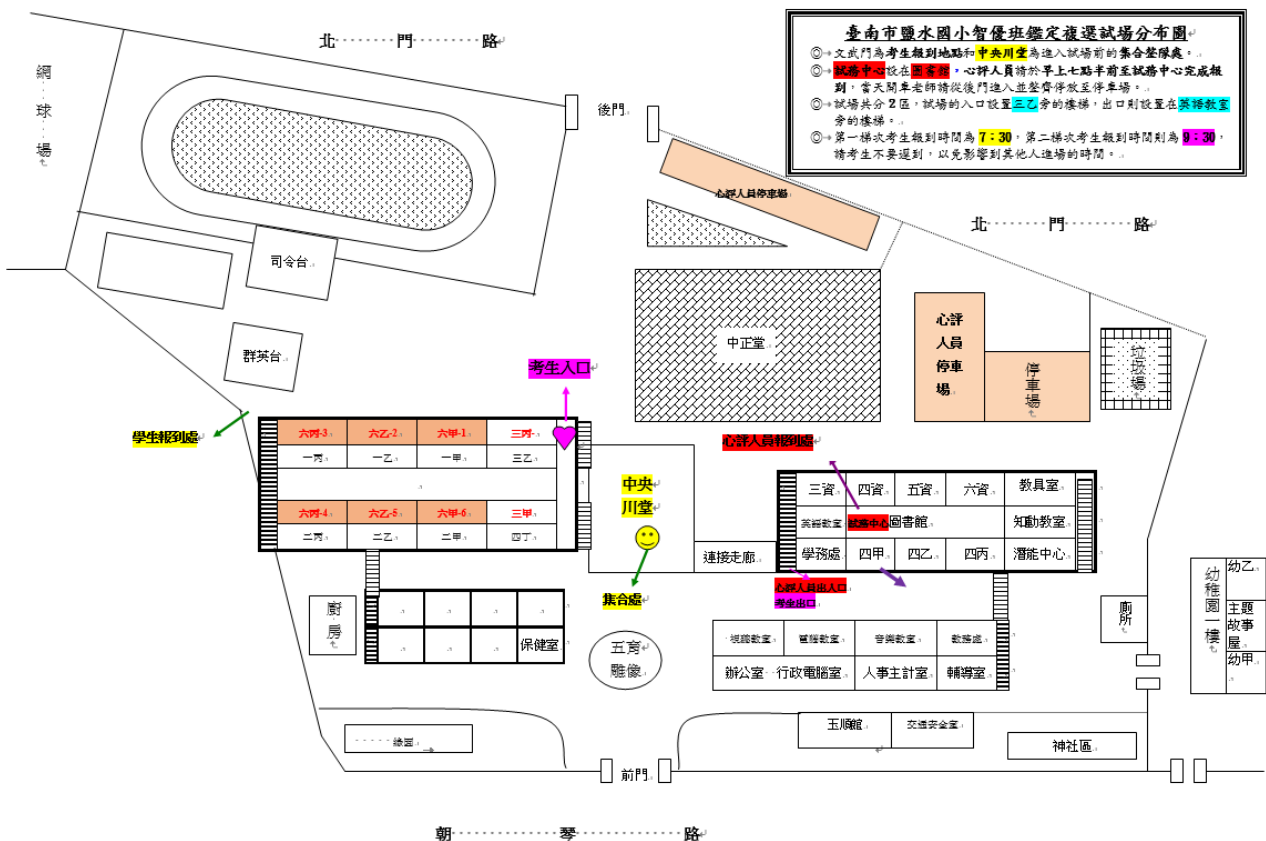 臺南市鹽水國小智優班鑑定複選試場分布圖
◎→文武門為考生報到地點和中央川堂為進入試場前的集合整隊處。
◎→試務中心設在圖書館,心評人員請於早上七點半前至試務中心完成報
到,當天開車老師請從後門進入並整齊停放至停車場。
◎→試場共分2區,試場的入口設置三乙旁的樓梯,出口則設置在英語教室
旁的樓梯。
◎→第一梯次考生報到時間為7:30,第二梯次考生報到時間則為9:30,
請考生不要遲到,以免影響到其他人進場的時間。
北 門 路
網球場
後門
心評人員停車場
北 門 路
司令台
群英台
中正堂
心評人員停車場
停車場
垃圾場
考生入口
學生報到處
心評人員報到處
六丙-3 六乙-2 六甲-1 三丙
一丙 一乙 一甲 三乙
六丙-4 六乙-5 六甲-6 三甲
二丙 二乙 二甲 四丁
中央
川堂
集合處
連接走廊
三資 四資 五資 六資 教具室
英語教室 試務中心圖書館 知動教室
學務處 四甲 四乙 四丙 潛能中心
心評人員出入口
考生出口
廚房
保健室
五育
雕像
視聽教室 電腦教室 音樂教室 教務處
辦公室 行政電腦室 人事主計室 輔導室
廁所
幼稚園一樓
幼乙
主題
故事
屋
幼甲
綠園
玉順館 交通安全室
神社區
前門
朝 琴 路